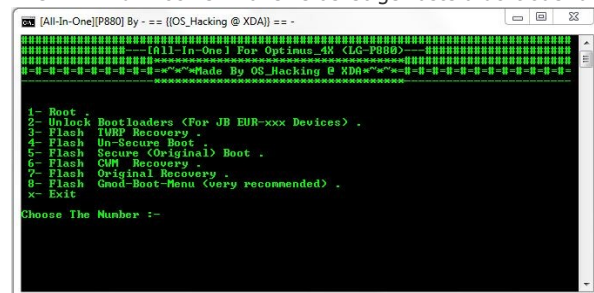 [All-In-One][P880] By - == {{OS_Hacking @ XDA}} == -
---[All-In-One] For Optimus_4X (LG-P880)---
#=#=#=#=#=#=#=#=#=*~*~*Made By OS_Hacking @ XDA*~*~*=#=#=#=#=#=#=#=#=#=
1- Root .
2- Unlock Bootloaders (For JB EUR-xxx Devices) .
3- Flash TWRP Recovery .
4- Flash Un-Secure Boot .
5- Flash Secure (Original) Boot .
6- Flash CWM Recovery .
7- Flash Original Recovery .
8- Flash Gmod-Boot-Menu (very recommended) .
x- Exit
Choose The Number :-